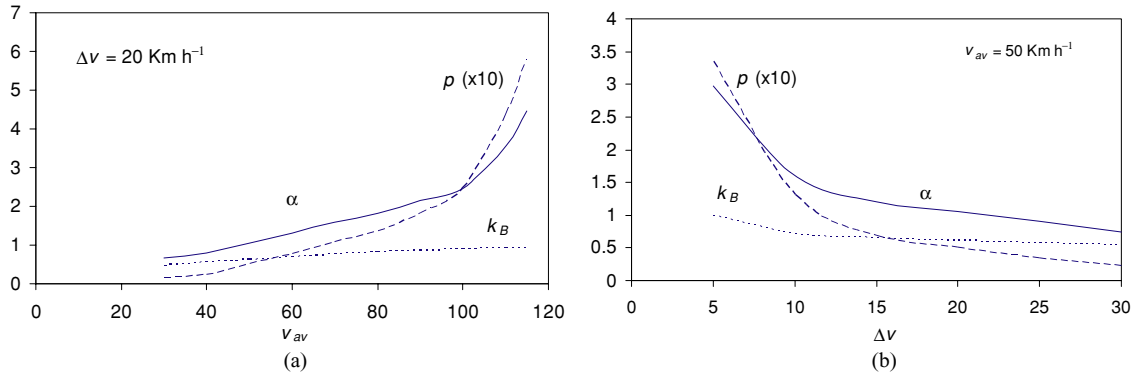 7
6
5
4
3
2
1
0
Δv = 20 Km h⁻¹
p (x10)
α
k_B
0 20 40 60 80 100 120
v_av
(a)
4
3.5
3
2.5
2
1.5
1
0.5
0
v_av = 50 Km h⁻¹
p (x10)
k_B
α
0 5 10 15 20 25 30
Δv
(b)